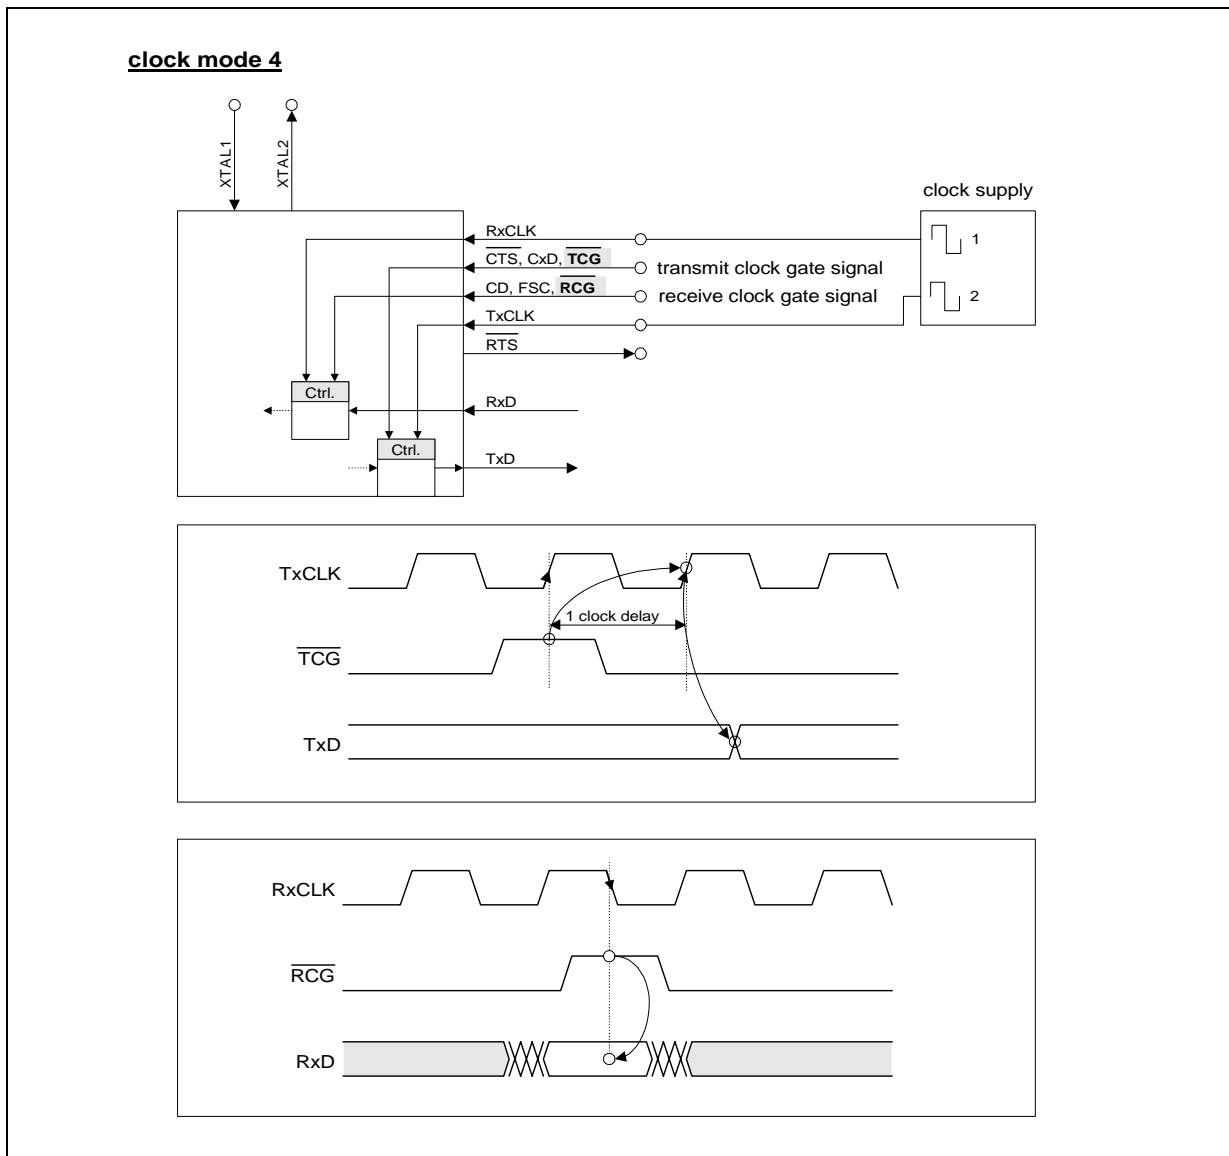 clock mode 4
XTAL1
XTAL2
clock supply
RxCLK
1
CTS, CxD, TCG
transmit clock gate signal
CD, FSC, RCG
receive clock gate signal
2
TxCLK
RTS
Ctrl.
RxD
Ctrl.
TxD
TxCLK
1 clock delay
TCG
TxD
RxCLK
RCG
RxD